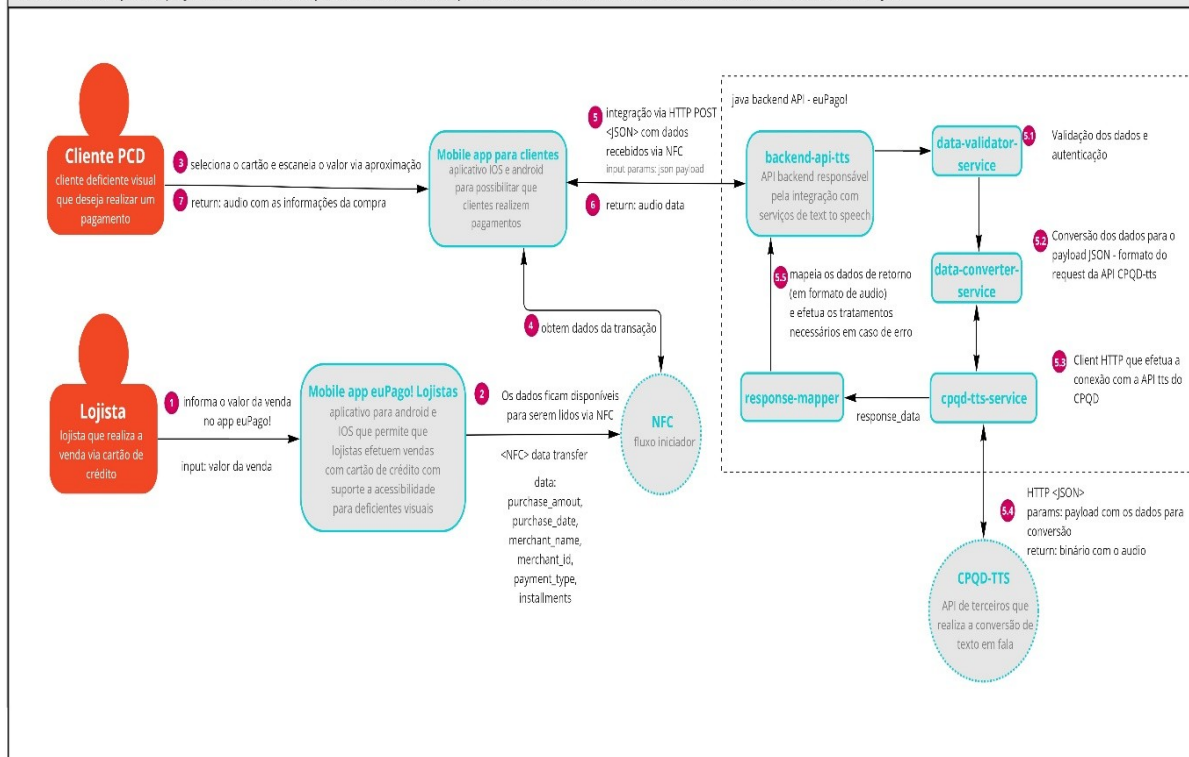 java backend API - euPago!
Cliente PCD
cliente deficiente visual
que deseja realizar um
pagamento
3 seleciona o cartão e escaneia o valor via aproximação
7 return: audio com as informações da compra
Mobile app para clientes
aplicativo IOS e android
para possibilitar que
clientes realizem
pagamentos
5 integração via HTTP POST
<JSON> com dados
recebidos via NFC
input params: json payload
6 return: audio data
backend-api-tts
API backend responsável
pela integração com
serviços de text to speech
data-validator-
service
5.1 Validação dos dados e
autenticação
5.2 Conversão dos dados para o
payload JSON - formato do
request da API CPQD-tts
data-converter-
service
5.5 mapeia os dados de retorno
(em formato de audio)
e efetua os tratamentos
necessários em caso de erro
4 obtem dados da transação
Lojista
lojista que realiza a
venda via cartão de
crédito
1 informa o valor da venda
no app euPago!
input: valor da venda
Mobile app euPago! Lojistas
aplicativo para android e
IOS que permite que
lojistas efetuem vendas
com cartão de crédito com
suporte a acessibilidade
para deficientes visuais
2 Os dados ficam disponíveis
para serem lidos via NFC
<NFC> data transfer
data:
purchase_amout,
purchase_date,
merchant_name,
merchant_id,
payment_type,
installments
NFC
fluxo iniciador
response-mapper
response_data
cpqd-tts-service
5.3 Client HTTP que efetua a
conexão com a API tts do
CPQD
5.4 HTTP <JSON>
params: payload com os dados para
conversão
return: binário com o audio
CPQD-TTS
API de terceiros que
realiza a conversão de
texto em fala